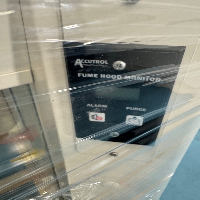 ACCUTROL
FUME HOOD MONITOR
ALARM PURGE